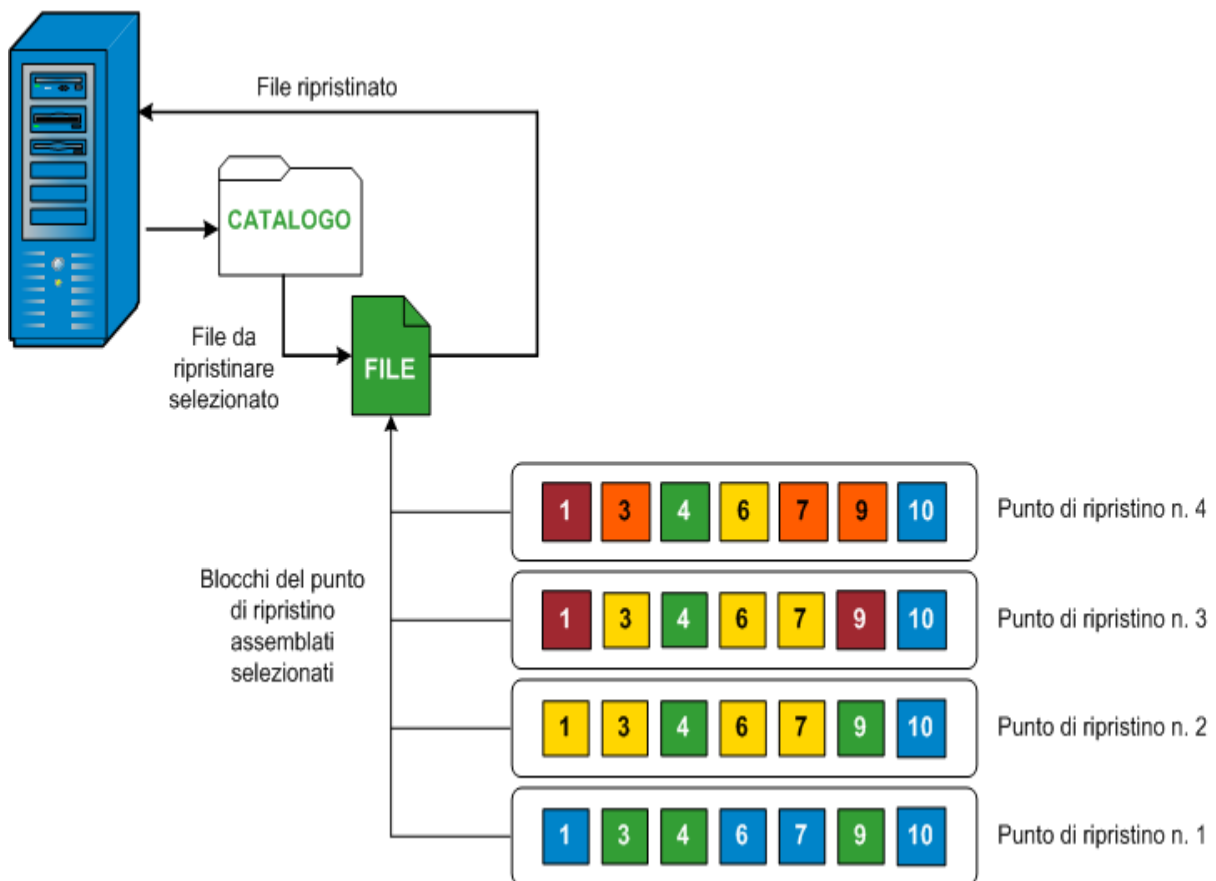 File ripristinato
CATALOGO
File da
ripristinare
selezionato
FILE
1 3 4 6 7 9 10
Punto di ripristino n. 4
Blocchi del punto
di ripristino
assemblati
selezionati
1 3 4 6 7 9 10
Punto di ripristino n. 3
1 3 4 6 7 9 10
Punto di ripristino n. 2
1 3 4 6 7 9 10
Punto di ripristino n. 1